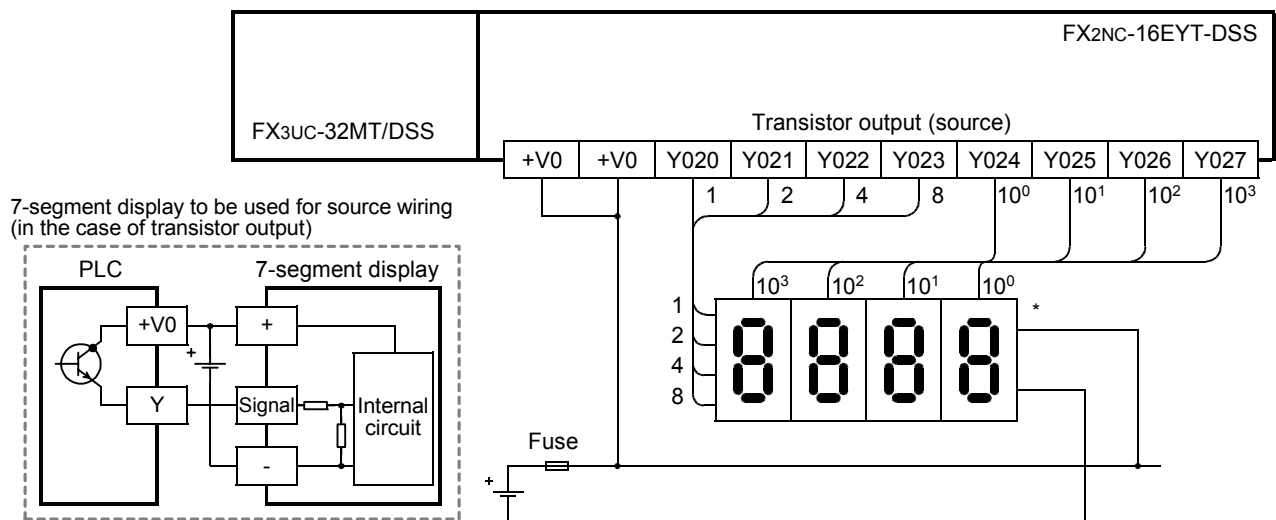 FX2NC-16EYT-DSS
FX3UC-32MT/DSS
Transistor output (source)
+V0 +V0 Y020 Y021 Y022 Y023 Y024 Y025 Y026 Y027
1 2 4 8 10⁰ 10¹ 10² 10³
7-segment display to be used for source wiring
(in the case of transistor output)
PLC 7-segment display
+V0 +
+
Y Signal Internal
circuit
-
10³ 10² 10¹ 10⁰
*
1
2
4
8
Fuse
+